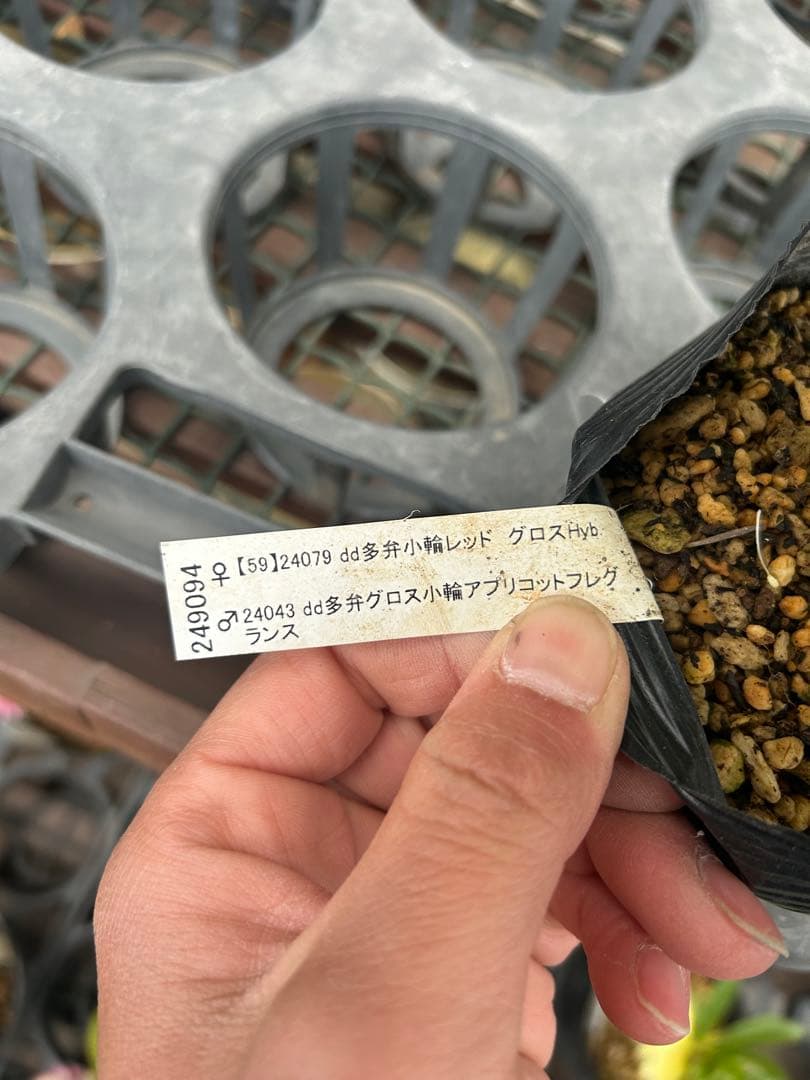 249094
♀【59】24079 dd多弁小輪レッド グロスHyb
♂24043 dd多弁グロス小輪アプリコットフレグ
ランス